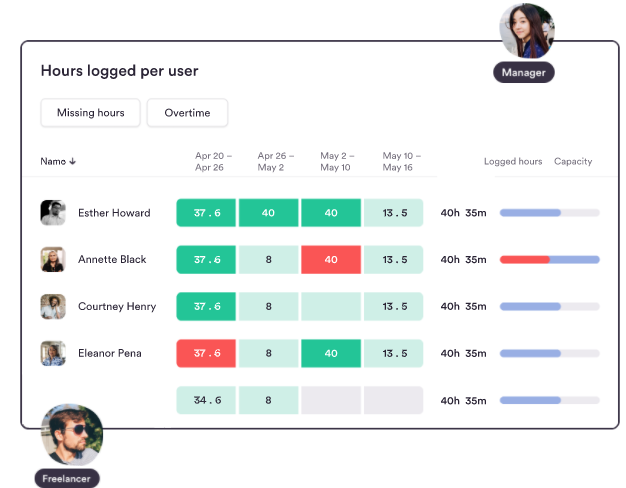 Manager
Hours logged per user
Missing hours Overtime
Name ↓ Apr 20 – Apr 26 Apr 26 – May 2 May 2 – May 10 May 10 – May 16 Logged hours Capacity
Esther Howard 37.6 40 40 13.5 40h 35m
Annette Black 37.6 8 40 13.5 40h 35m
Courtney Henry 37.6 8 13.5 40h 35m
Eleanor Pena 37.6 8 40 13.5 40h 35m
34.6 8 40h 35m
Freelancer